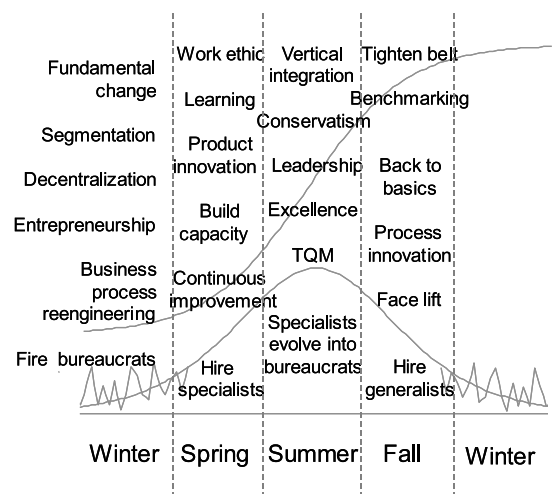 Fundamental
change
Segmentation
Decentralization
Entrepreneurship
Business
process
reengineering
Fire bureaucrats
Work ethic
Learning
Product
innovation
Build
capacity
Continuous
improvement
Hire
specialists
Vertical
integration
Conservatism
Leadership
Excellence
TQM
Specialists
evolve into
bureaucrats
Tighten belt
Benchmarking
Back to
basics
Process
innovation
Face lift
Hire
generalists
Winter
Spring
Summer
Fall
Winter